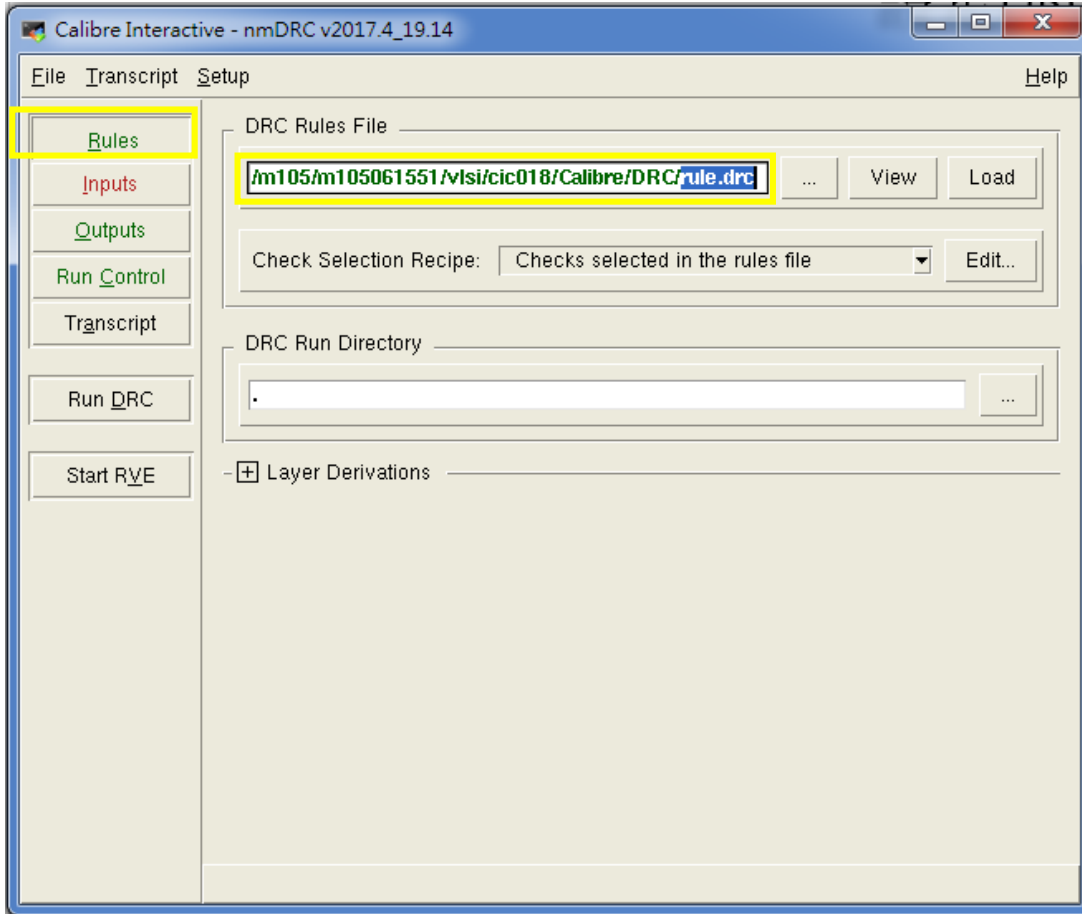 Calibre Interactive - nmDRC v2017.4_19.14
File Transcript Setup Help
Rules
Inputs
Outputs
Run Control
Transcript
Run DRC
Start RVE
DRC Rules File
/m105/m105061551/vlsi/cic018/Calibre/DRC/rule.drc ... View Load
Check Selection Recipe: Checks selected in the rules file Edit...
DRC Run Directory
. ...
+ Layer Derivations